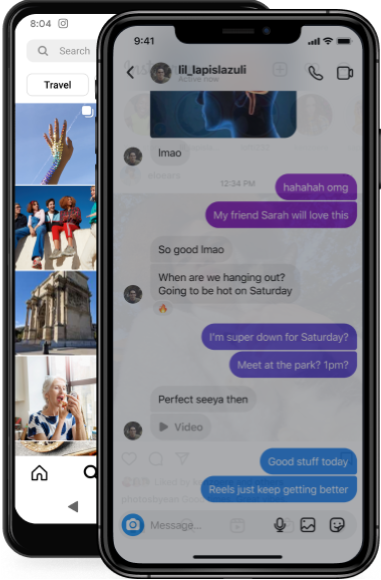 8:04
Search
Travel
9:41
lil_lapislazuli
Active now
lmao
12:34 PM
hahahah omg
My friend Sarah will love this
So good lmao
When are we hanging out?
Going to be hot on Saturday
I'm super down for Saturday?
Meet at the park? 1pm?
Perfect seeya then
Video
Good stuff today
Reels just keep getting better
Message...